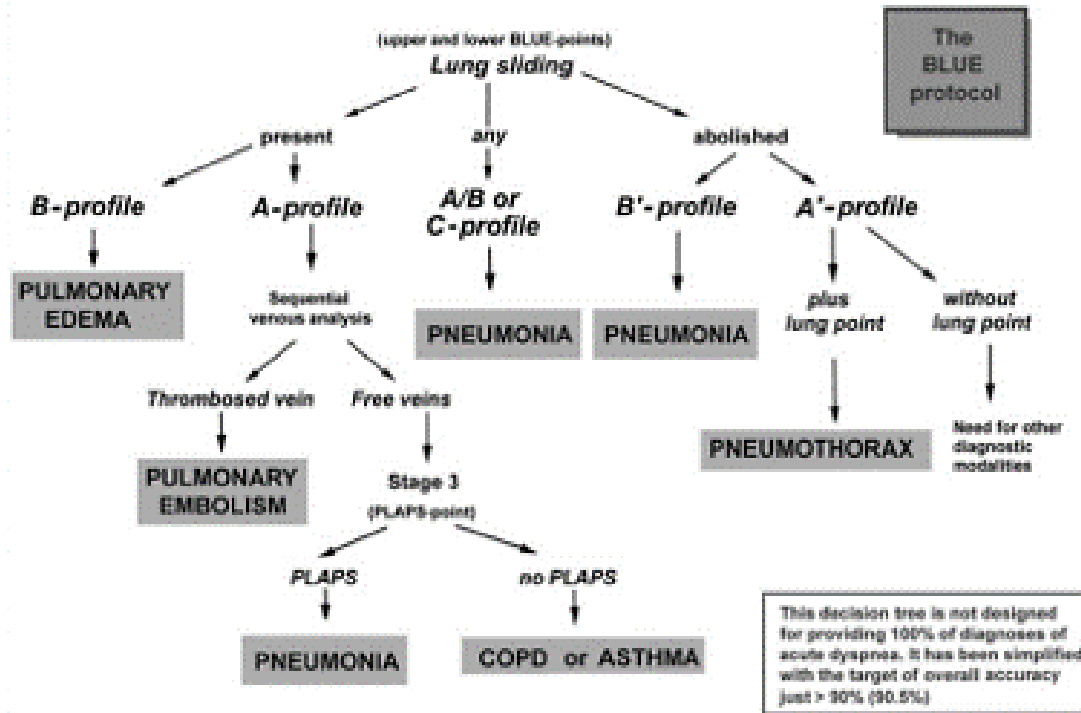 (upper and lower BLUE-points)
Lung sliding
The
BLUE
protocol
present
any
abolished
B-profile
A-profile
A/B or
C-profile
B'-profile
A'-profile
PULMONARY
EDEMA
Sequential
venous analysis
PNEUMONIA
PNEUMONIA
plus
lung point
without
lung point
Thrombosed vein
Free veins
PNEUMOTHORAX
Need for other
diagnostic
modalities
PULMONARY
EMBOLISM
Stage 3
(PLAPS-point)
PLAPS
no PLAPS
PNEUMONIA
COPD or ASTHMA
This decision tree is not designed
for providing 100% of diagnoses of
acute dyspnea. It has been simplified
with the target of overall accuracy
just > 90% (90.5%)